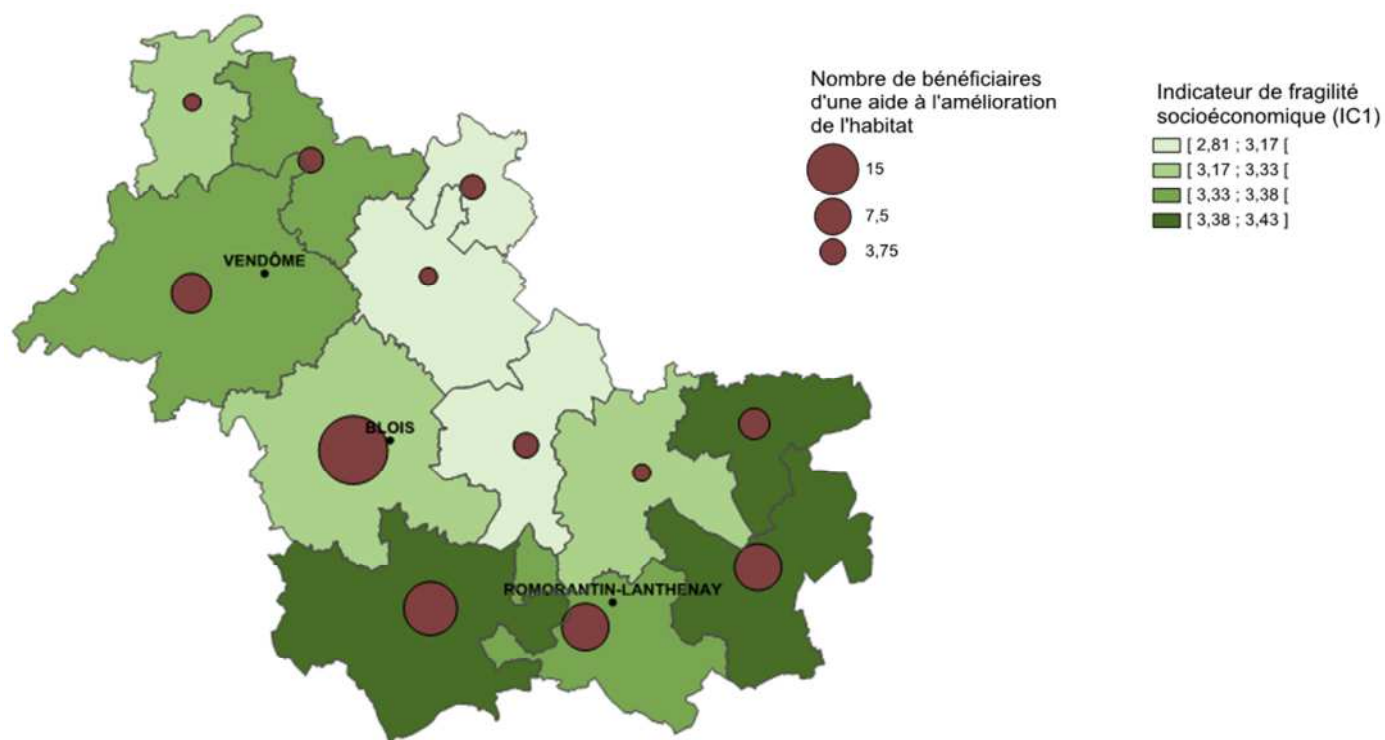 Nombre de bénéficiaires
d'une aide à l'amélioration
de l'habitat
15
7,5
3,75
Indicateur de fragilité
socioéconomique (IC1)
[ 2,81 ; 3,17 [
[ 3,17 ; 3,33 [
[ 3,33 ; 3,38 [
[ 3,38 ; 3,43 ]
VENDÔME
BLOIS
ROMORANTIN-LANTHENAY